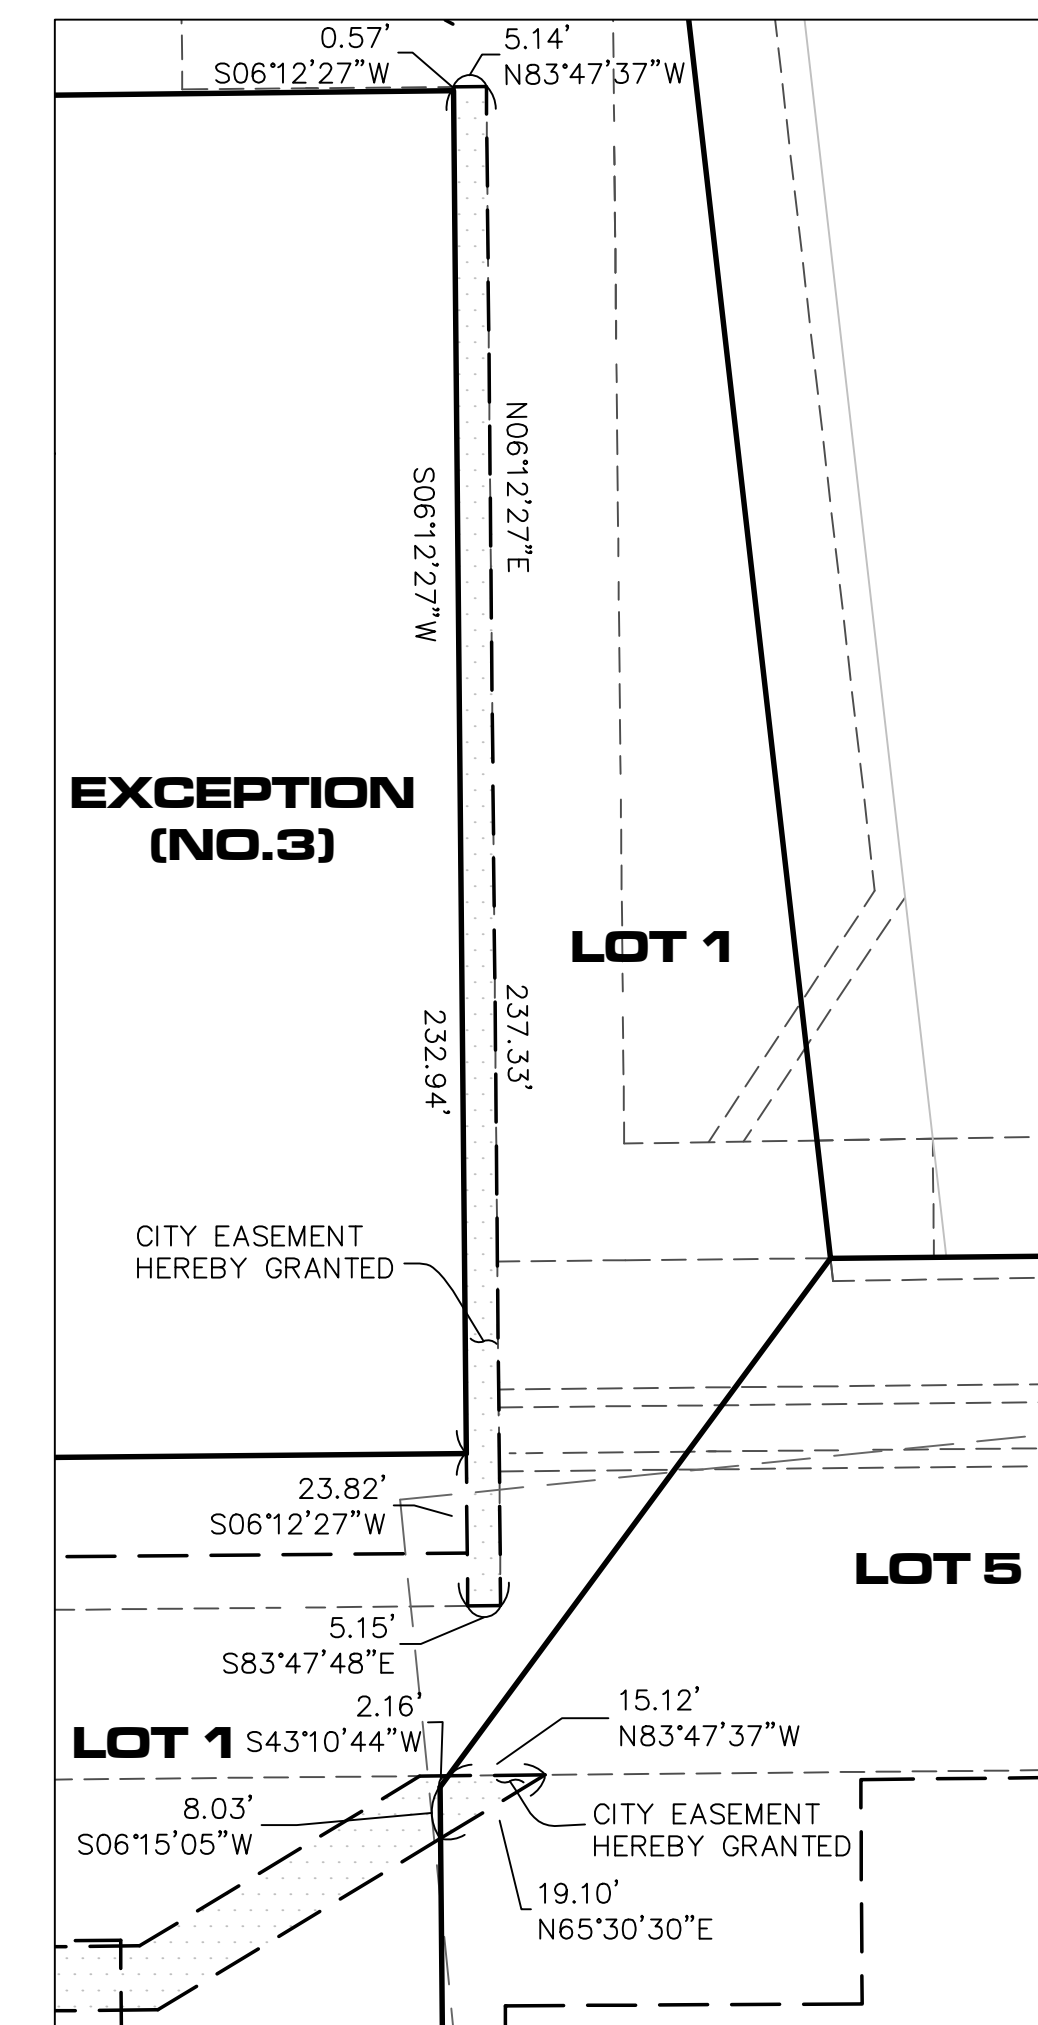 0.57'
S06°12'27"W
5.14'
N83°47'37"W
N06°12'27"E
S06°12'27"W
EXCEPTION
(NO.3)
LOT 1
237.33'
232.94'
CITY EASEMENT
HEREBY GRANTED
23.82'
S06°12'27"W
LOT 5
5.15'
S83°47'48"E
2.16'
S43°10'44"W
15.12'
N83°47'37"W
LOT 1
8.03'
S06°15'05"W
CITY EASEMENT
HEREBY GRANTED
19.10'
N65°30'30"E